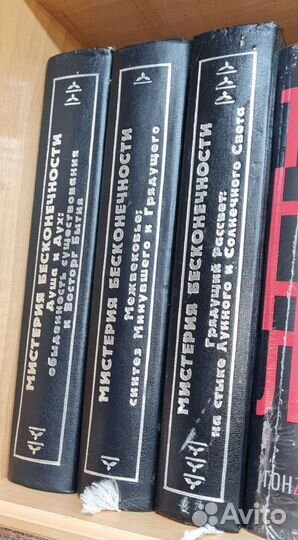 МИСТЕРИЯ БЕСКОНЕЧНОСТИ
Душа и Дух:
обыденность существования
и Восторг Бытия
МИСТЕРИЯ БЕСКОНЕЧНОСТИ
Межвековье:
синтез Минувшего и Грядущего
МИСТЕРИЯ БЕСКОНЕЧНОСТИ
Грядущий рассвет:
на стыке Лунного и Солнечного Света
ТОН
Avito